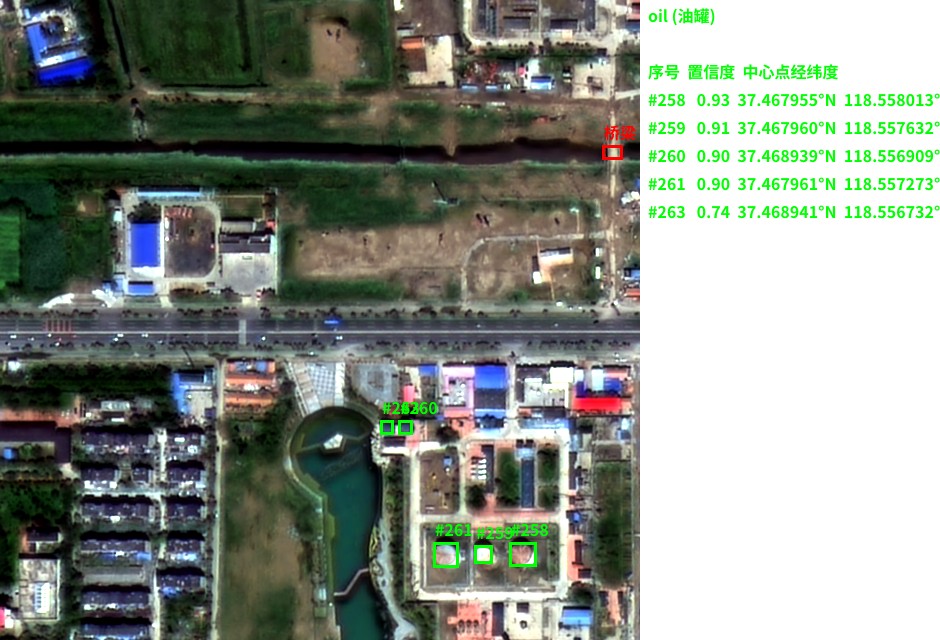 oil (油罐)
序号 置信度 中心点经纬度
#258 0.93 37.467955°N 118.558013°
#259 0.91 37.467960°N 118.557632°
#260 0.90 37.468939°N 118.556909°
#261 0.90 37.467961°N 118.557273°
#263 0.74 37.468941°N 118.556732°
桥梁
#263 #260
#261 #259 #258